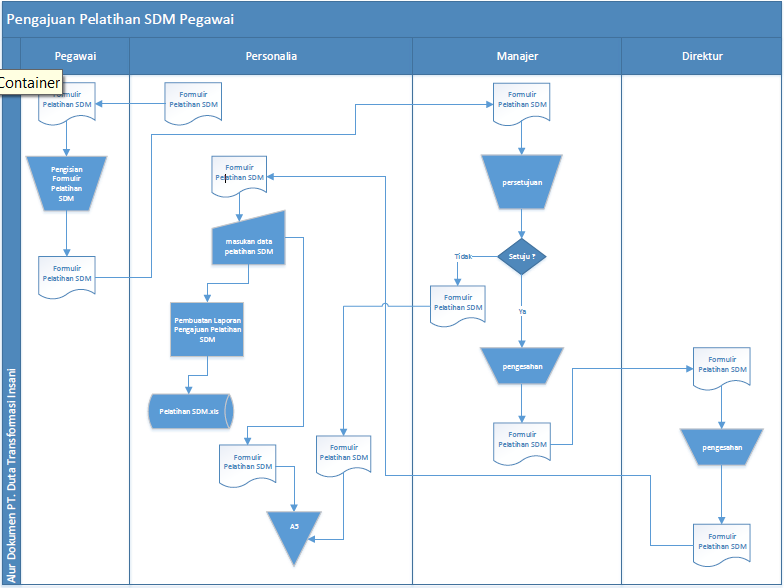 Pengajuan Pelatihan SDM Pegawai
Pegawai
Personalia
Manajer
Direktur
Container
Formulir
Pelatihan SDM
Formulir
Pelatihan SDM
Formulir
Pelatihan SDM
Pengisian
Formulir
Pelatihan
SDM
Formulir
Pelatihan SDM
persetujuan
masukan data
pelatihan SDM
Formulir
Pelatihan SDM
Tidak
Setuju ?
Formulir
Pelatihan SDM
Ya
Pembuatan Laporan
Pengajuan Pelatihan
SDM
pengesahan
Formulir
Pelatihan SDM
Pelatihan SDM.xls
Formulir
Pelatihan SDM
Formulir
Pelatihan SDM
Formulir
Pelatihan SDM
pengesahan
A5
Formulir
Pelatihan SDM
Alur Dokumen PT. Duta Transformasi Insani